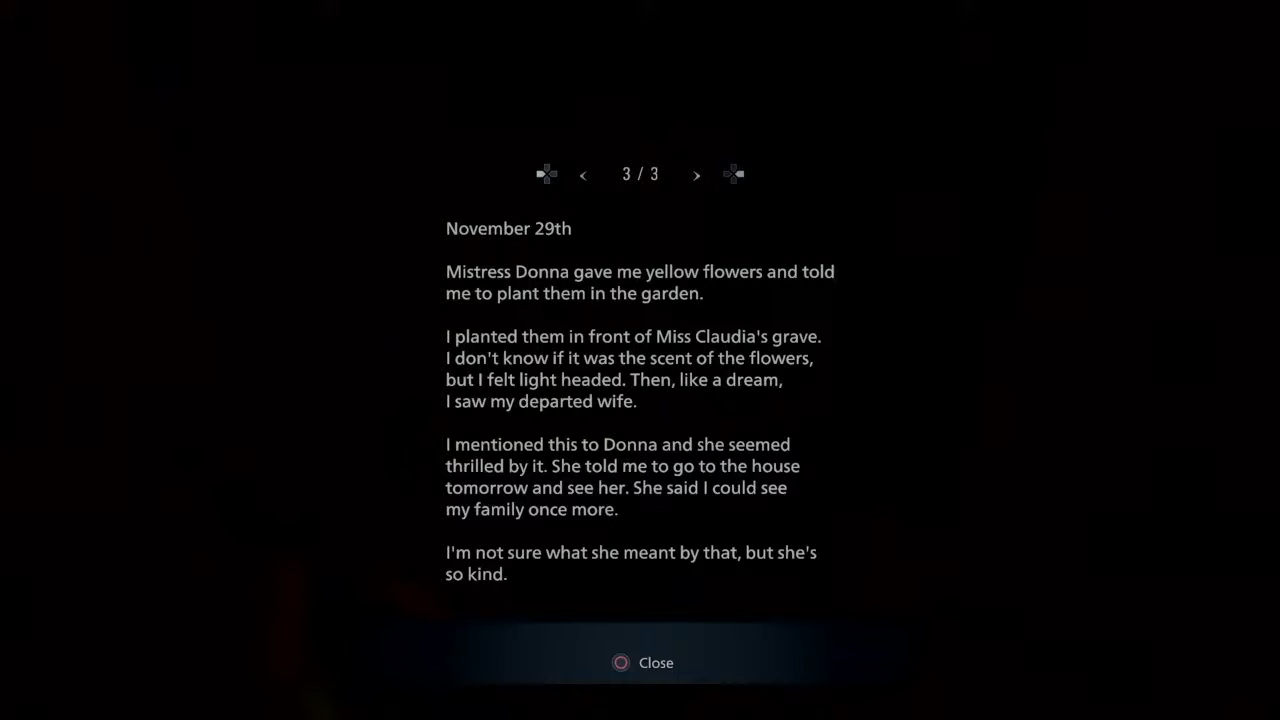 3 / 3
November 29th
Mistress Donna gave me yellow flowers and told
me to plant them in the garden.
I planted them in front of Miss Claudia's grave.
I don't know if it was the scent of the flowers,
but I felt light headed. Then, like a dream,
I saw my departed wife.
I mentioned this to Donna and she seemed
thrilled by it. She told me to go to the house
tomorrow and see her. She said I could see
my family once more.
I'm not sure what she meant by that, but she's
so kind.
Close